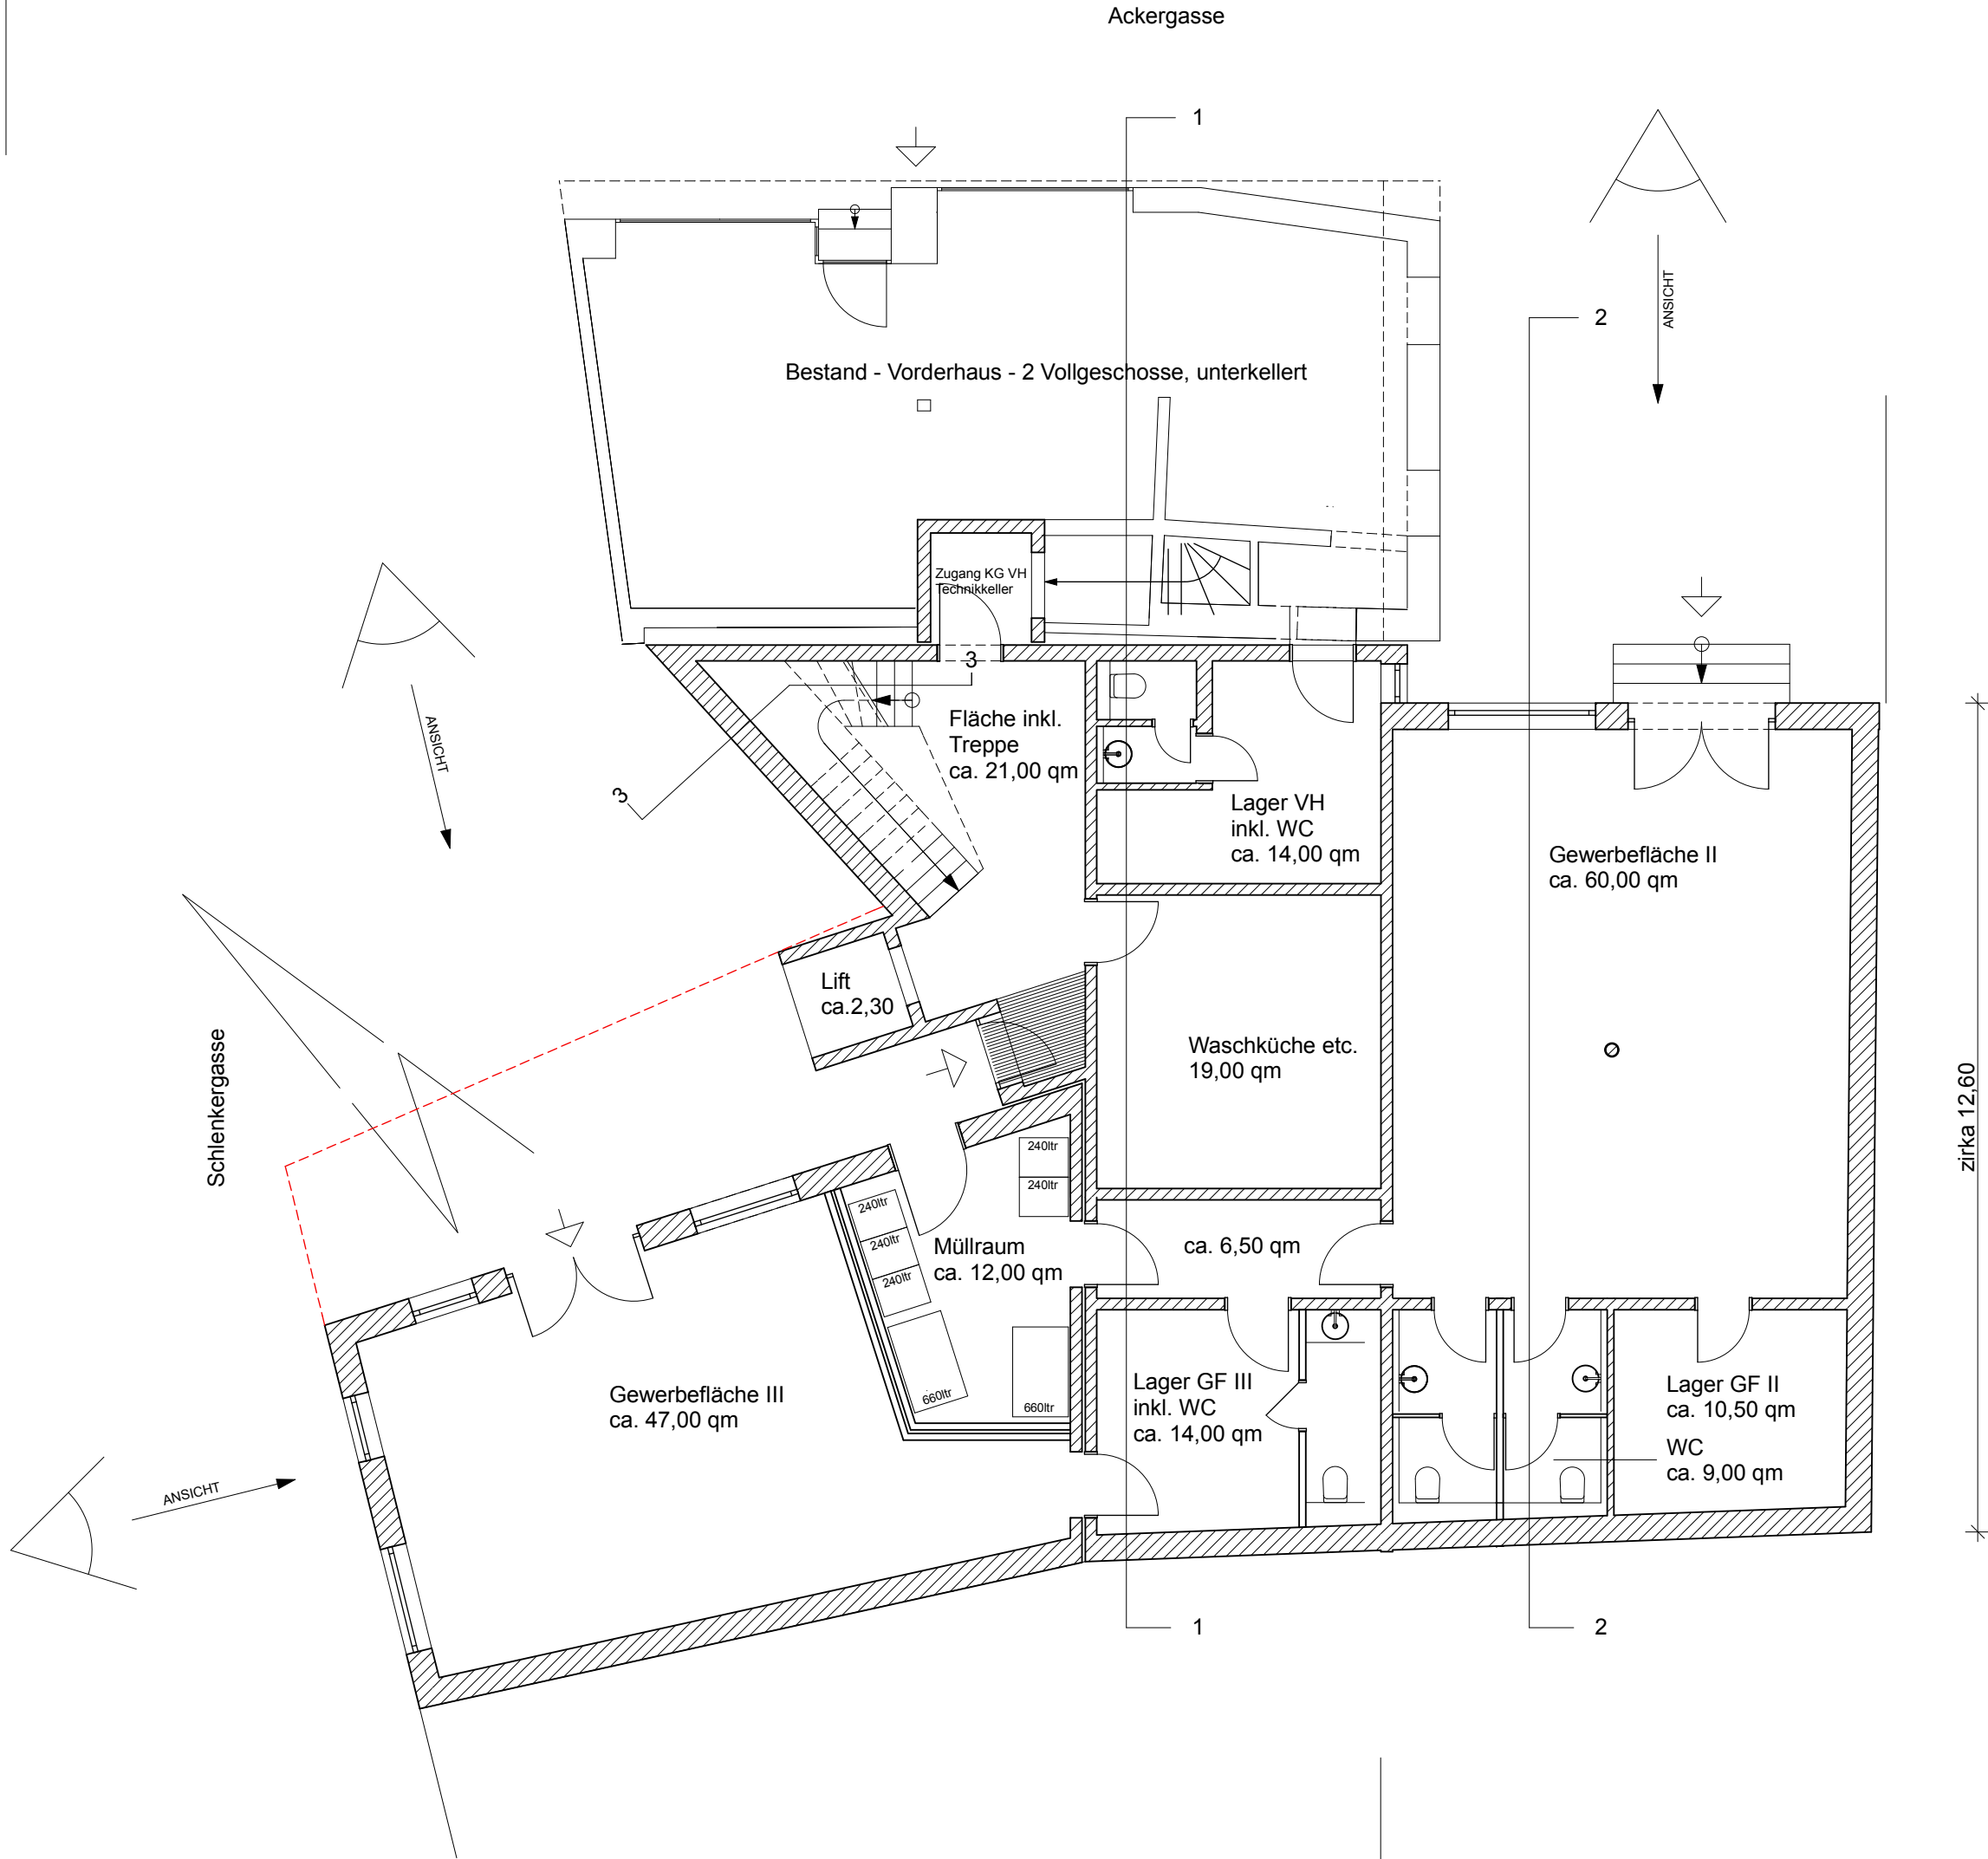 Ackergasse
1
2
ANSICHT
Bestand - Vorderhaus - 2 Vollgeschosse, unterkellert
Zugang KG VH
Technikkeller
3
3
ANSICHT
Fläche inkl.
Treppe
ca. 21,00 qm
Lager VH
inkl. WC
ca. 14,00 qm
Gewerbefläche II
ca. 60,00 qm
Lift
ca.2,30
Waschküche etc.
19,00 qm
Schlenkergasse
zirka 12,60
240ltr
240ltr
240ltr
240ltr
240ltr
Müllraum
ca. 12,00 qm
ca. 6,50 qm
660ltr
660ltr
Gewerbefläche III
ca. 47,00 qm
Lager GF III
inkl. WC
ca. 14,00 qm
Lager GF II
ca. 10,50 qm
WC
ca. 9,00 qm
ANSICHT
1
2